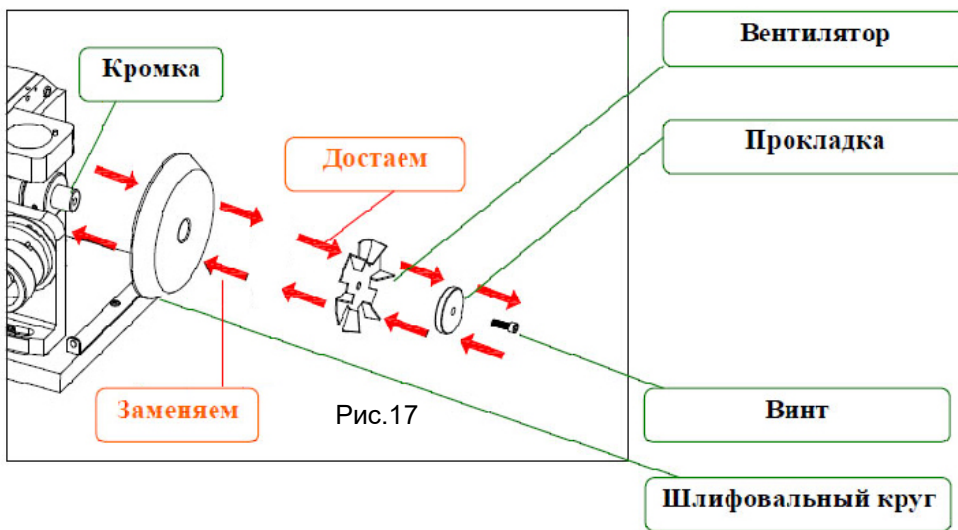 Вентилятор
Кромка
Прокладка
Достаем
Заменяем
Рис.17
Винт
Шлифовальный круг